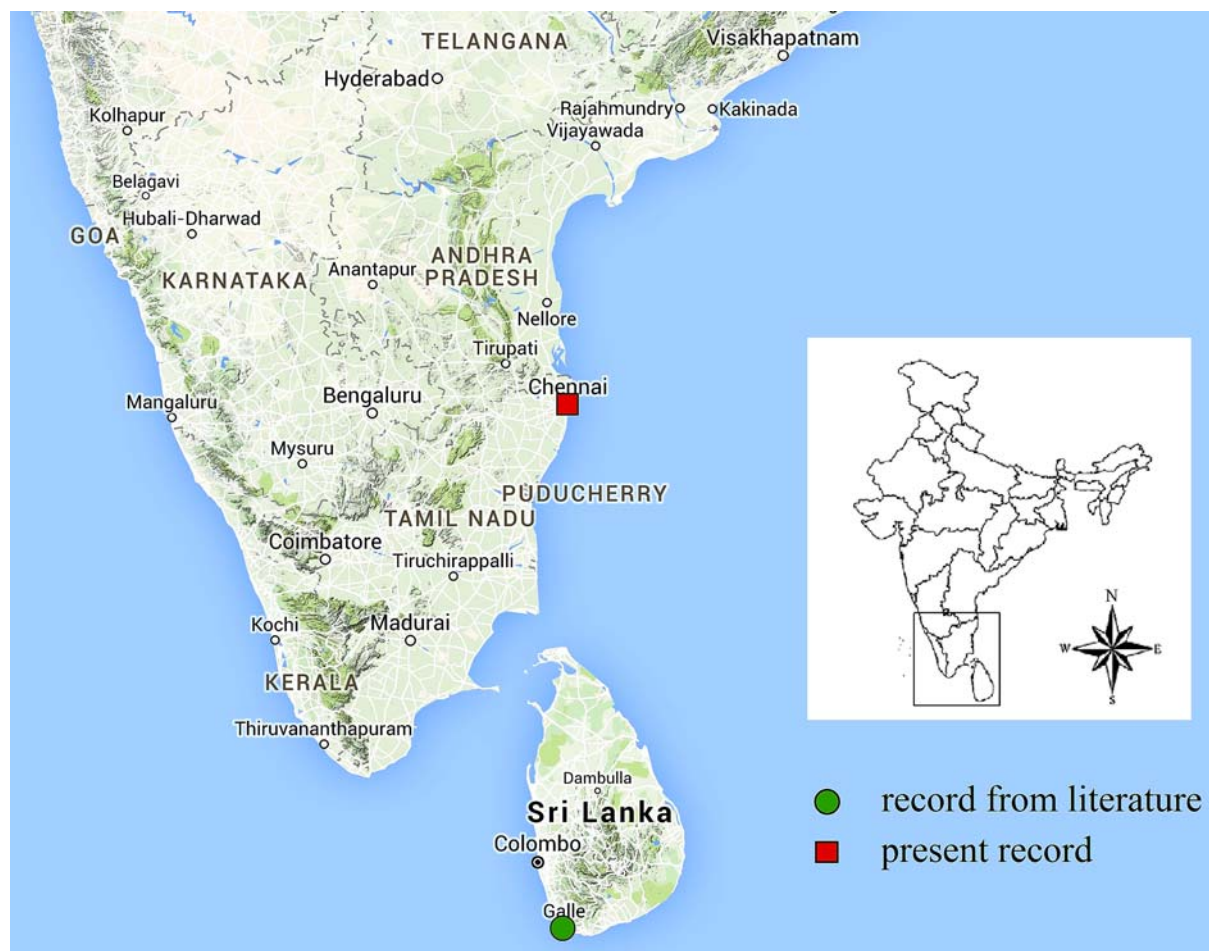 TELANGANA
Visakhapatnam
Hyderabad
Kolhapur
Rajahmundry
Kakinada
Vijayawada
Belagavi
Hubali-Dharwad
GOA
KARNATAKA
Anantapur
ANDHRA
PRADESH
Nellore
Tirupati
Chennai
Mangaluru
Bengaluru
Mysuru
PUDUCHERRY
TAMIL NADU
Coimbatore
Tiruchirappalli
Kochi
Madurai
KERALA
Thiruvananthapuram
Dambulla
Sri Lanka
Colombo
Galle
N
W
E
S
record from literature
present record